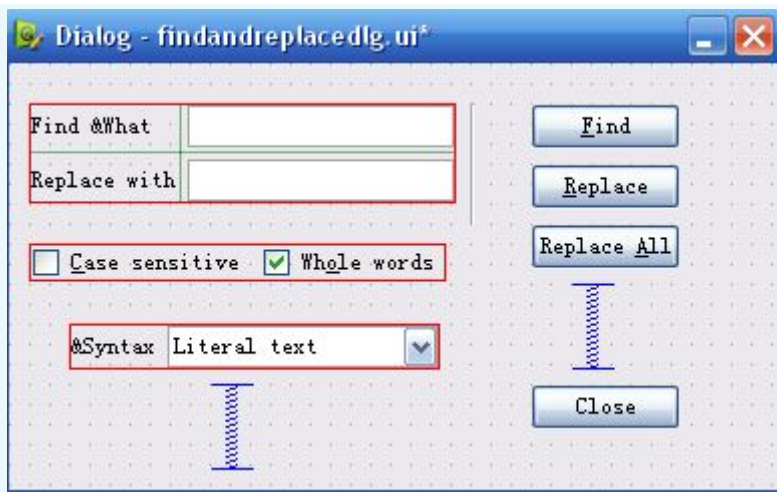 Dialog - findandreplacedlg.ui*
Find &What
Find
Replace with
Replace
Replace All
Case sensitive Whole words
&Syntax Literal text
Close